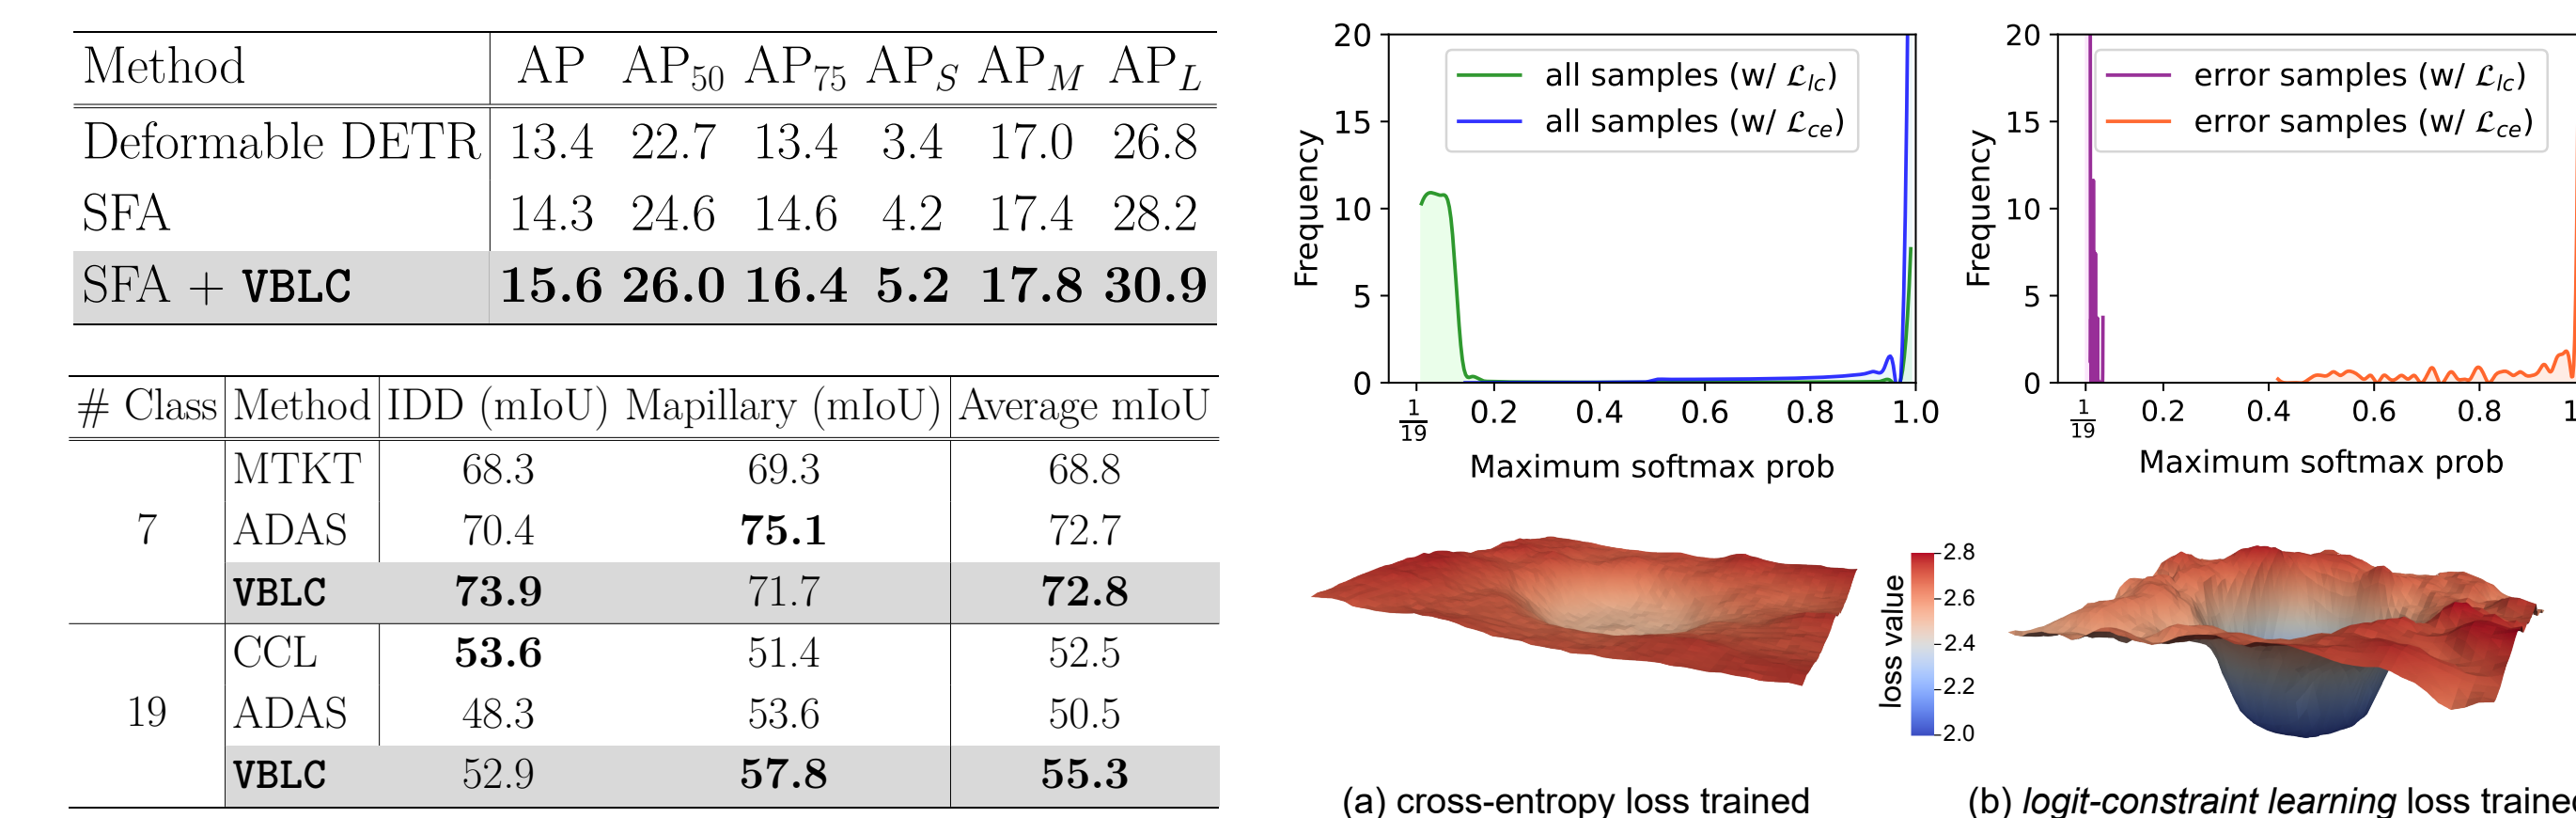 Method AP AP50 AP75 APS APM APL
Deformable DETR 13.4 22.7 13.4 3.4 17.0 26.8
SFA 14.3 24.6 14.6 4.2 17.4 28.2
SFA + VBLC 15.6 26.0 16.4 5.2 17.8 30.9
# Class Method IDD (mIoU) Mapillary (mIoU) Average mIoU
7
MTKT 68.3 69.3 68.8
ADAS 70.4 75.1 72.7
VBLC 73.9 71.7 72.8
19
CCL 53.6 51.4 52.5
ADAS 48.3 53.6 50.5
VBLC 52.9 57.8 55.3
Frequency
20
15
10
5
0
all samples (w/ ℒlc)
all samples (w/ ℒce)
1/19 0.2 0.4 0.6 0.8 1.0
Maximum softmax prob
Frequency
20
15
10
5
0
error samples (w/ ℒlc)
error samples (w/ ℒce)
1/19 0.2 0.4 0.6 0.8
Maximum softmax prob
loss value
2.8
2.6
2.4
2.2
2.0
(a) cross-entropy loss trained
(b) logit-constraint learning loss